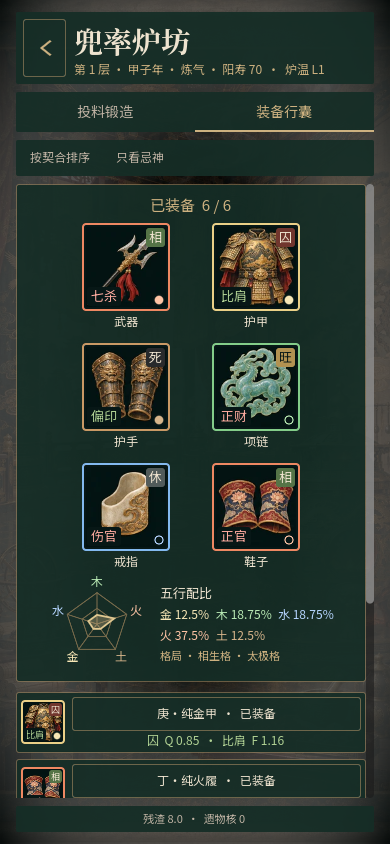 兜率炉坊
第 1 层 · 甲子年 · 炼气 · 阳寿 70 · 炉温 L1
投料锻造
装备行囊
按契合排序
只看忌神
已装备 6 / 6
相
七杀
武器
囚
比肩
护甲
死
偏印
护手
旺
正财
项链
休
伤官
戒指
相
正官
鞋子
木
水
火
金
土
五行配比
金 12.5% 木 18.75% 水 18.75%
火 37.5% 土 12.5%
格局 · 相生格 · 太极格
囚
比肩
庚·纯金甲 · 已装备
囚 Q 0.85 · 比肩 F 1.16
相
丁·纯火履 · 已装备
残渣 8.0 · 遗物核 0